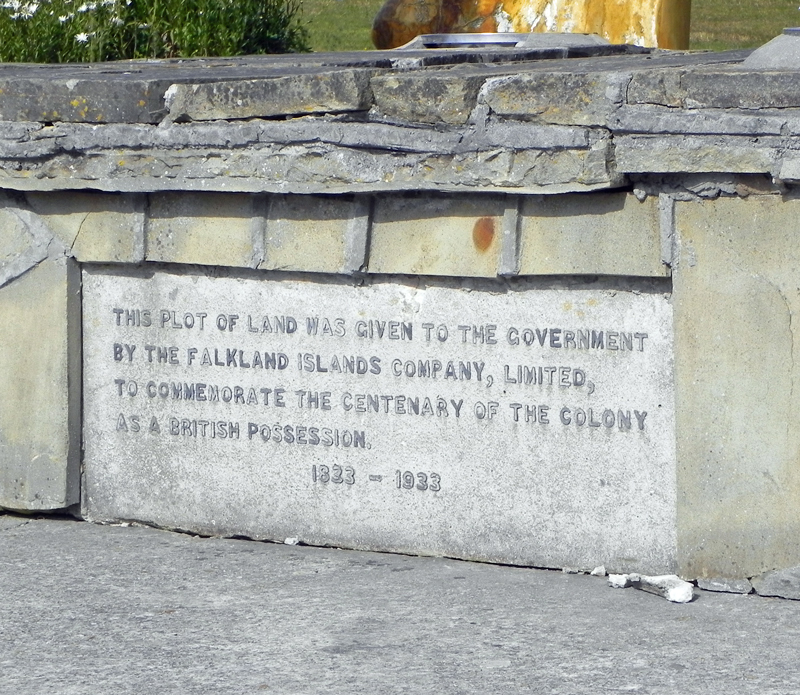 THIS PLOT OF LAND WAS GIVEN TO THE GOVERNMENT
BY THE FALKLAND ISLANDS COMPANY, LIMITED,
TO COMMEMORATE THE CENTENARY OF THE COLONY
AS A BRITISH POSSESSION.
1833 - 1933